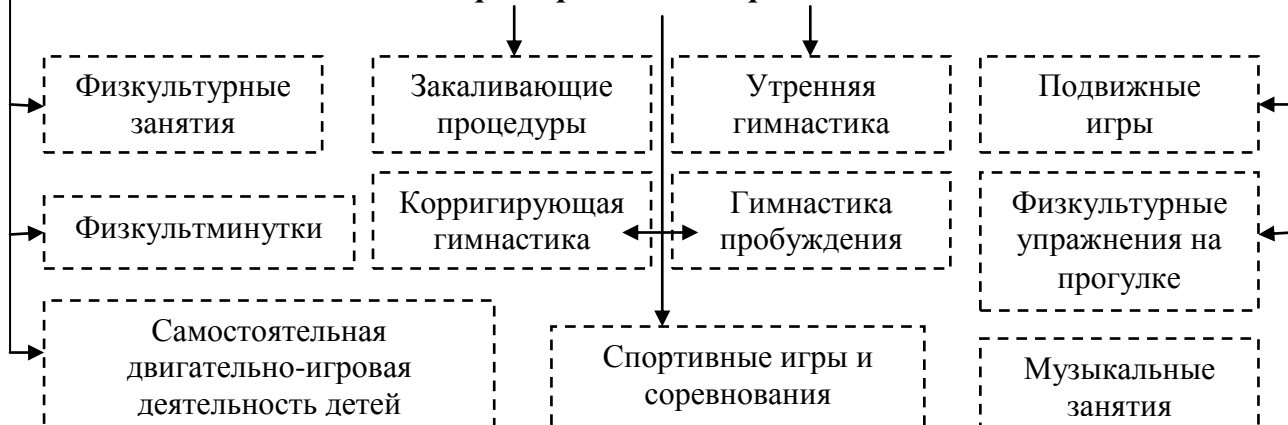 Физкультурные
занятия
Закаливающие
процедуры
Утренняя
гимнастика
Подвижные
игры
Физкультминутки
Корригирующая
гимнастика
Гимнастика
пробуждения
Физкультурные
упражнения на
прогулке
Самостоятельная
двигательно-игровая
деятельность детей
Спортивные игры и
соревнования
Музыкальные
занятия